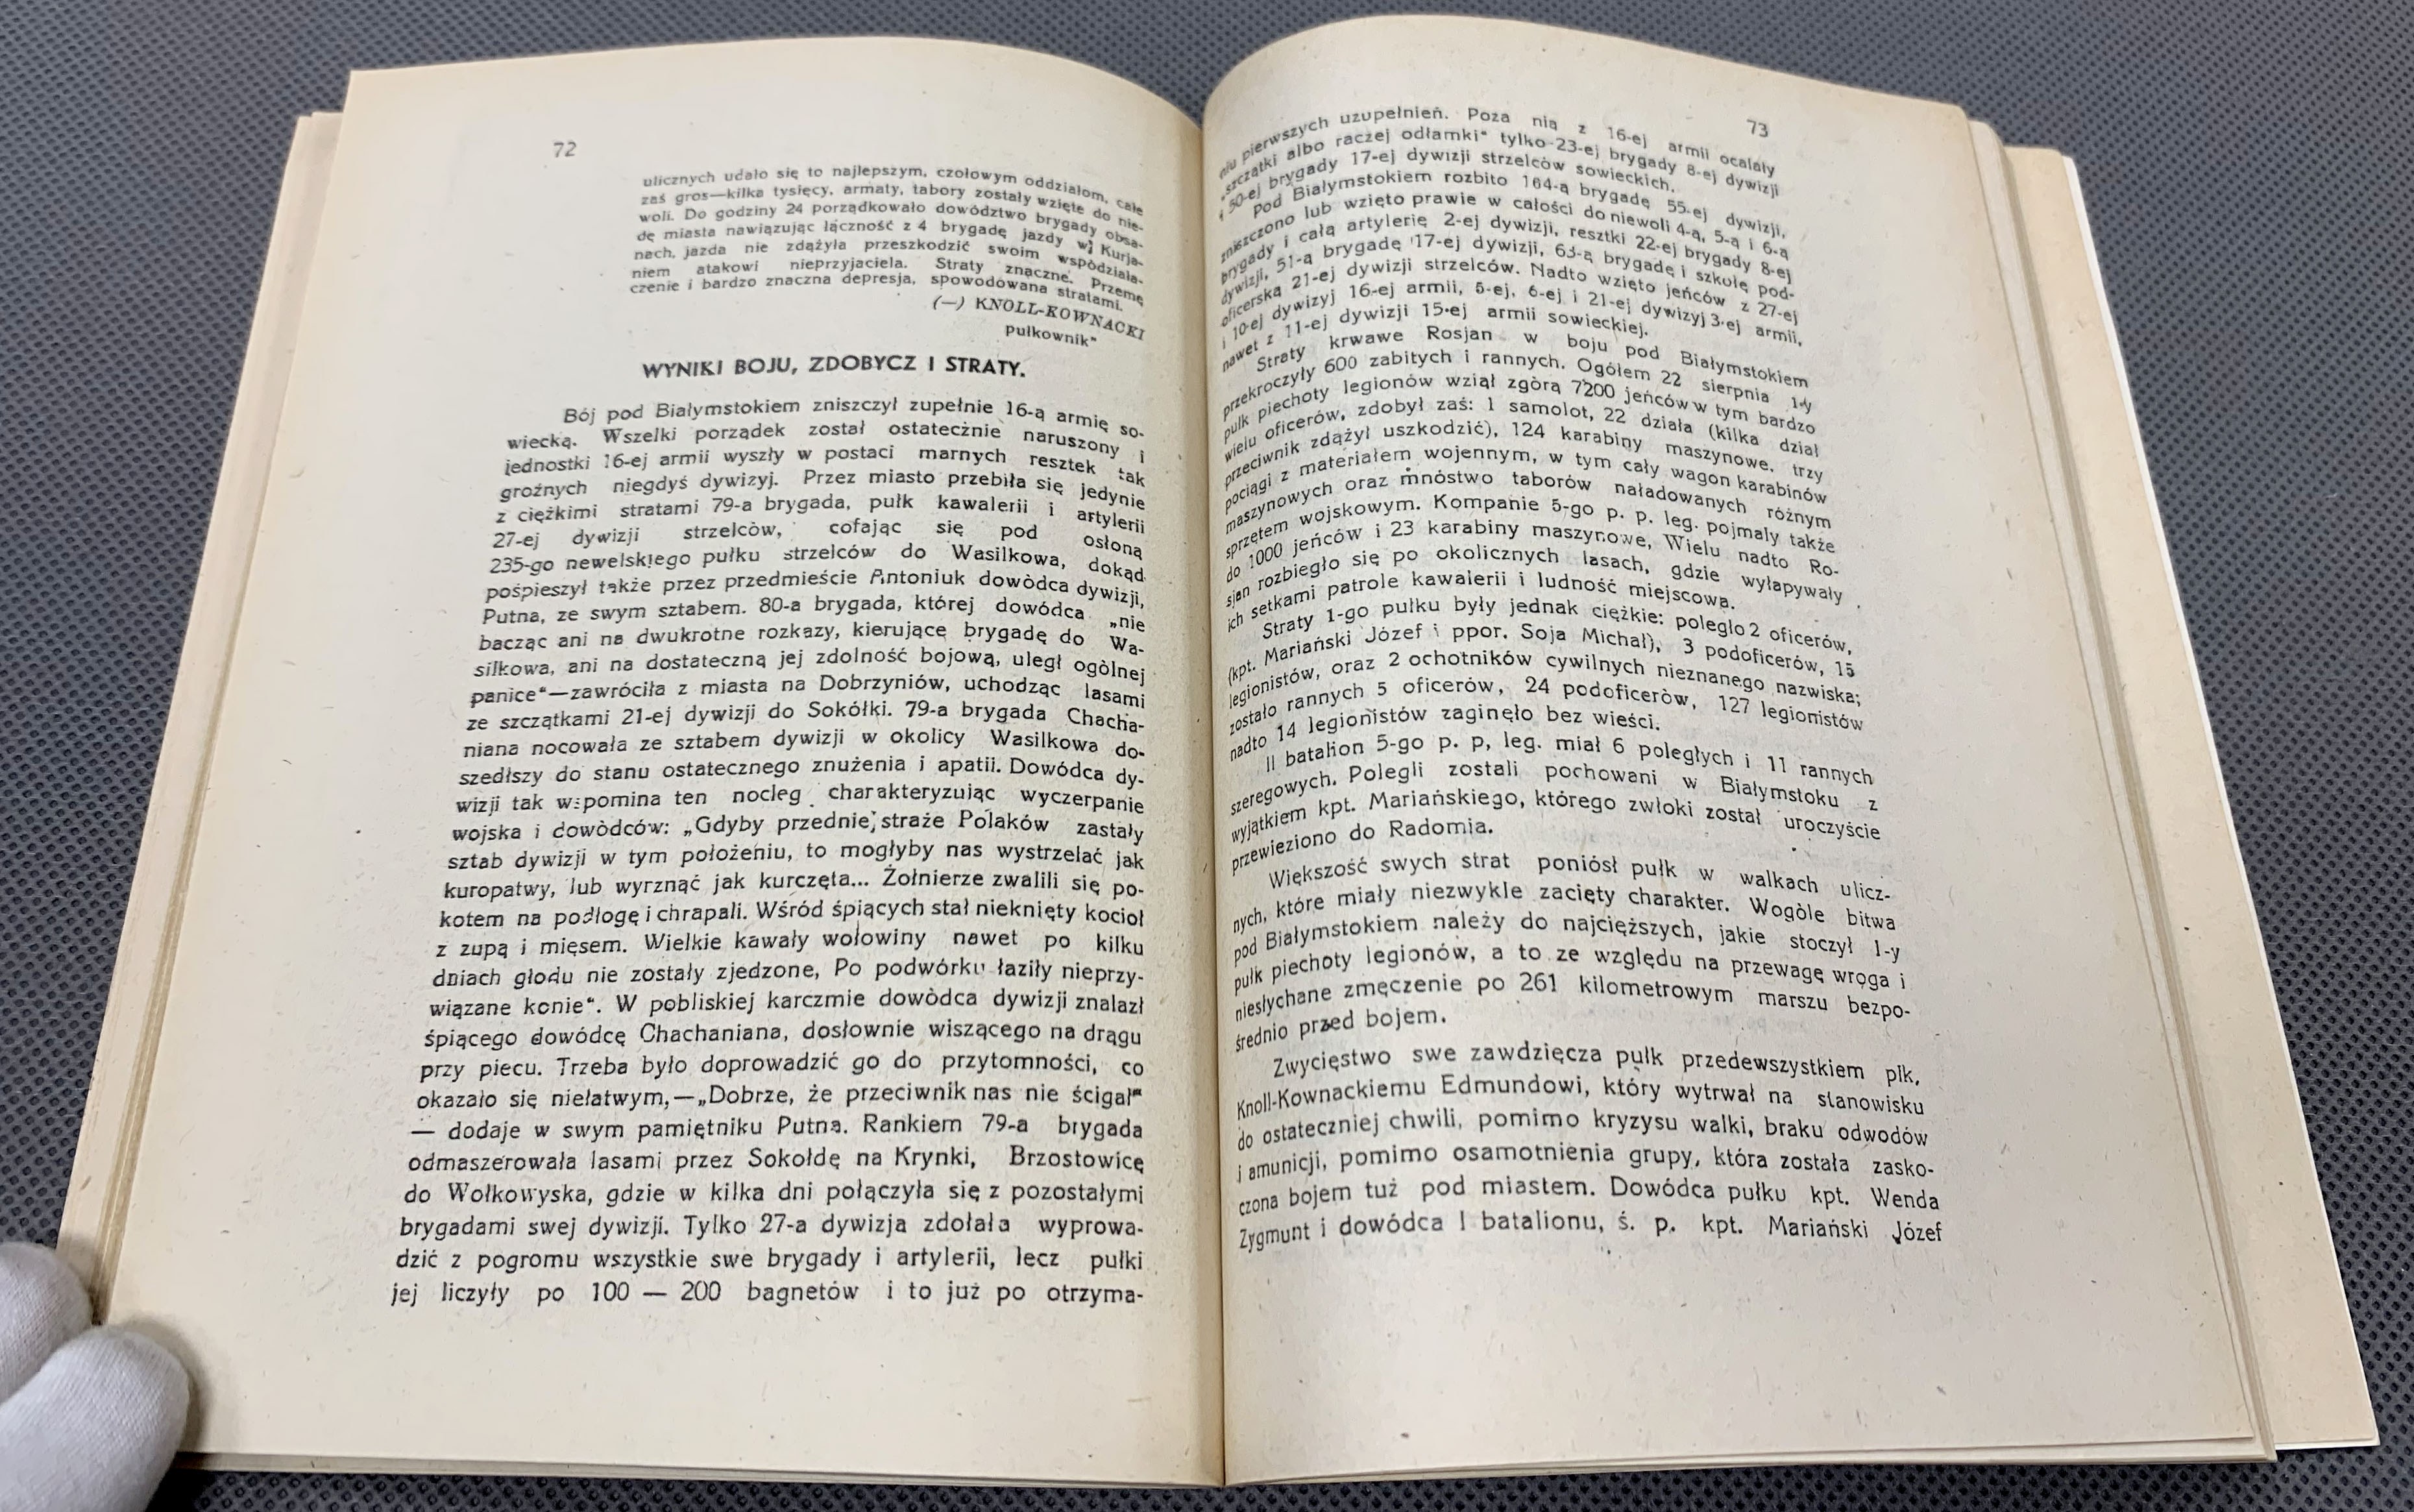 72
ulicznych udało się to najlepszym, czołowym oddziałom, całe
zaś gros—kilka tysięcy, armaty, tabory zostały wzięte do nie-
woli. Do godziny 24 porządkowało dowództwo brygady obsa-
dę miasta nawiązując łączność z 4 brygadę jazdy w Kurja-
nach, jazda nie zdążyła przeszkodzić swoim wspòdziała-
niem atakowi nieprzyjaciela. Straty znaczne. Przemę
czenie i bardzo znaczna depresja, spowodowana stratami.
(—) KNOLL-KOWNACKI
pułkownik"
WYNIKI BOJU, ZDOBYCZ I STRATY.
Bój pod Białymstokiem zniszczył zupełnie 16-ą armię so-
wiecką. Wszelki porządek został ostatecżnie naruszony i
jednostki 16-ej armii wyszły w postaci marnych resztek tak
groźnych niegdyś dywizyj. Przez miasto przebiła się jedynie
z ciężkimi stratami 79-a brygada, pułk kawalerii i artylerii
27-ej dywizji strzelcòw, cofając się pod osłoną
235-go newelskiego pułku strzelców do Wasilkowa, dokąd
pośpieszył także przez przedmieście Antoniuk dowòdca dywizji,
Putna, ze swym sztabem. 80-a brygada, której dowódca „nie
bacząc ani na dwukrotne rozkazy, kierujące brygadę do Wa-
silkowa, ani na dostateczną jej zdolność bojową, uległ ogòlnej
panice"—zawróciła z miasta na Dobrzyniów, uchodząc lasami
ze szczątkami 21-ej dywizji do Sokółki. 79-a brygada Chacha-
niana nocowała ze sztabem dywizji w okolicy Wasilkowa do-
szedłszy do stanu ostatecznego znużenia i apatii. Dowódca dy-
wizji tak wspomina ten nocleg charakteryzując wyczerpanie
wojska i dowòdców: „Gdyby przednie straże Polaków zastały
sztab dywizji w tym położeniu, to mogłyby nas wystrzelać jak
kuropatwy, lub wyrznąć jak kurczęta... Żołnierze zwalili się po-
kotem na podłogę i chrapali. Wśród śpiących stał nieknięty kocioł
z zupą i mięsem. Wielkie kawały wołowiny nawet po kilku
dniach głodu nie zostały zjedzone, Po podwórku łaziły nieprzy-
wiązane konie". W pobliskiej karczmie dowòdca dywizji znalazł
śpiącego dowódcę Chachaniana, dosłownie wiszącego na drągu
przy piecu. Trzeba było doprowadzić go do przytomności, co
okazało się niełatwym,—„Dobrze, że przeciwnik nas nie ścigał"
— dodaje w swym pamiętniku Putna. Rankiem 79-a brygada
odmaszerowała lasami przez Sokołdę na Krynki, Brzostowicę
do Wołkowyska, gdzie w kilka dni połączyła się z pozostałymi
brygadami swej dywizji. Tylko 27-a dywizja zdołała wyprowa-
dzić z pogromu wszystkie swe brygady i artylerii, lecz pułki
jej liczyły po 100 — 200 bagnetów i to już po otrzyma-
73
niu pierwszych uzupełnień. Poza nią z 16-ej armii ocalały
„szczątki albo raczej odłamki" tylko 23-ej brygady 8-ej dywizji
i 50-ej brygady 17-ej dywizji strzelców sowieckich.
Pod Białymstokiem rozbito 164-ą brygadę 55-ej dywizji,
zniszczono lub wzięto prawie w całości do niewoli 4-ą, 5-ą i 6-ą
brygady i całą artylerię 2-ej dywizji, resztki 22-ej brygady 8-ej
dywizji, 51-ą brygadę 17-ej dywizji, 63-ą brygadę i szkołę pod-
oficerską 21-ej dywizji strzelców. Nadto wzięto jeńców z 27-ej
i 10-ej dywizyj 16-ej armii, 5-ej, 6-ej i 21-ej dywizyj 3-ej armii,
nawet z 11-ej dywizji 15-ej armii sowieckiej.
Straty krwawe Rosjan w boju pod Białymstokiem
przekroczyły 600 zabitych i rannych. Ogółem 22 sierpnia 1-y
pułk piechoty legionów wziął zgòrą 7200 jeńców w tym bardzo
wielu oficerów, zdobył zaś: 1 samolot, 22 działa (kilka dział
przeciwnik zdążył uszkodzić), 124 karabiny maszynowe, trzy
pociągi z materiałem wojennym, w tym cały wagon karabinów
maszynowych oraz mnóstwo taborów naładowanych różnym
sprzętem wojskowym. Kompanie 5-go p. p. leg. pojmały także
do 1000 jeńców i 23 karabiny maszynowe, Wielu nadto Ro-
sjan rozbiegło się po okolicznych lasach, gdzie wyłapywały
ich setkami patrole kawalerii i ludność miejscowa.
Straty 1-go pułku były jednak ciężkie: poległo 2 oficerów,
(kpt. Mariański Józef i ppor. Soja Michał), 3 podoficerów, 15
legionistów, oraz 2 ochotników cywilnych nieznanego nazwiska;
zostało rannych 5 oficerów, 24 podoficeròw, 127 legionistów
nadto 14 legionistów zaginęło bez wieści.
II batalion 5-go p. p, leg. miał 6 poległych i 11 rannych
szeregowych. Polegli zostali pochowani w Białymstoku z
wyjątkiem kpt. Mariańskiego, którego zwłoki został uroczyście
przewieziono do Radomia.
Większość swych strat poniósł pułk w walkach ulicz-
nych, które miały niezwykle zacięty charakter. Wogòle bitwa
pod Białymstokiem należy do najcięższych, jakie stoczył 1-y
pułk piechoty legionów, a to ze względu na przewagę wroga i
niesłychane zmęczenie po 261 kilometrowym marszu bezpo-
średnio przed bojem.
Zwycięstwo swe zawdzięcza pułk przedewszystkiem płk,
Knoll-Kownackiemu Edmundowi, który wytrwał na stanowisku
do ostateczniej chwili, pomimo kryzysu walki, braku odwodów
i amunicji, pomimo osamotnienia grupy, która została zasko-
czona bojem tuż pod miastem. Dowódca pułku kpt. Wenda
Zygmunt i dowódca I batalionu, ś. p. kpt. Mariański Józef